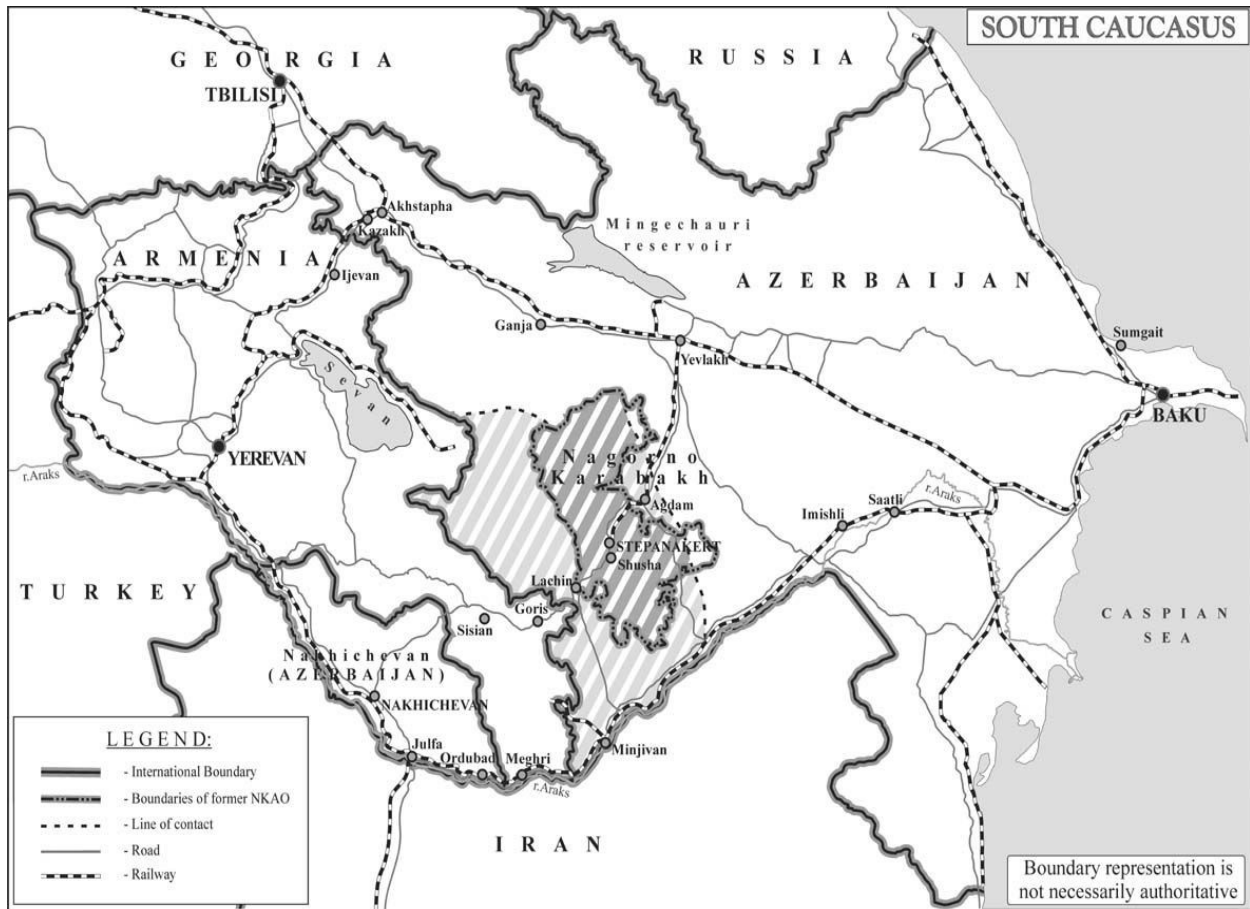 SOUTH CAUCASUS
GEORGIA
RUSSIA
TBILISI
Akhstapha
Kazakh
Mingechauri
reservoir
ARMENIA
Ijevan
AZERBAIJAN
Ganja
Yevlakh
Sumgait
BAKU
Sevan
YEREVAN
r.Araks
Nagorno
Karabakh
Agdam
r.Araks
Saatli
Imishli
STEPANAKERT
Shusha
Lachin
TURKEY
Goris
Sisian
CASPIAN
SEA
Nakhichevan
(AZERBAIJAN)
NAKHICHEVAN
Julfa
Ordubad
Meghri
Minjivan
r.Araks
IRAN
LEGEND:
- International Boundary
- Boundaries of former NKAO
- Line of contact
- Road
- Railway
Boundary representation is
not necessarily authoritative